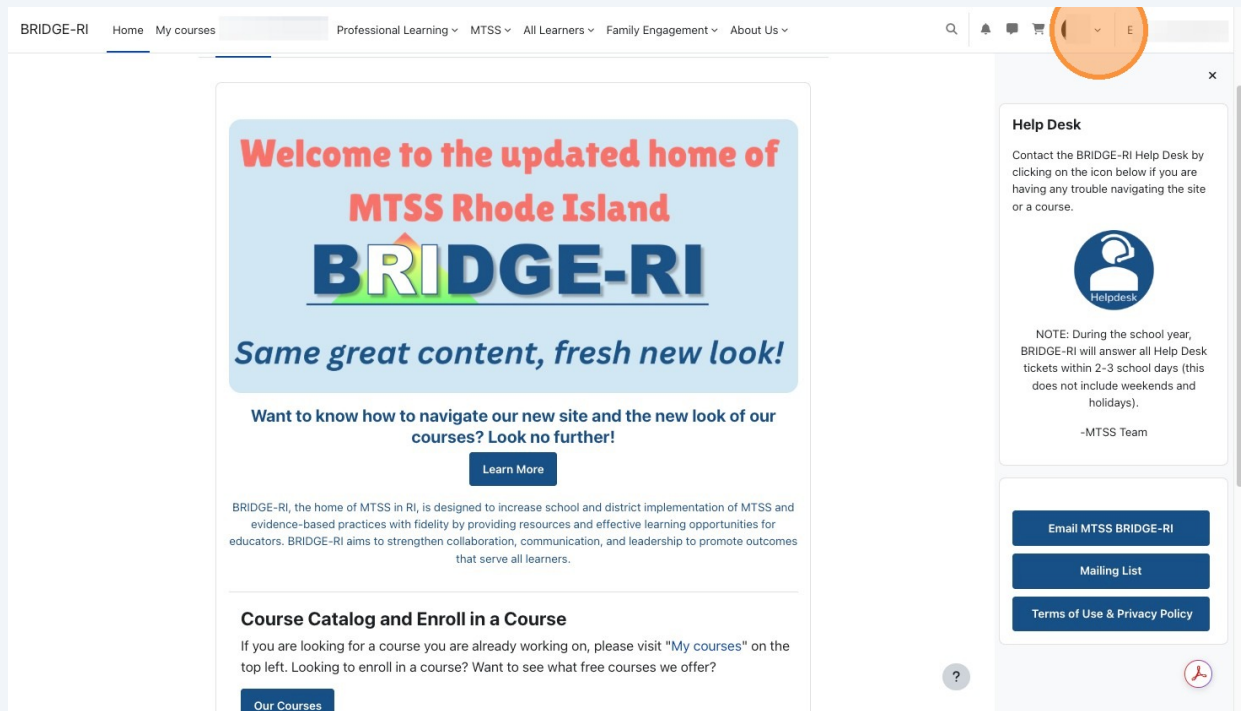 BRIDGE-RI Home My courses Professional Learning MTSS All Learners Family Engagement About Us E
Welcome to the updated home of
MTSS Rhode Island
BRIDGE-RI
Same great content, fresh new look!
Want to know how to navigate our new site and the new look of our
courses? Look no further!
Learn More
BRIDGE-RI, the home of MTSS in RI, is designed to increase school and district implementation of MTSS and
evidence-based practices with fidelity by providing resources and effective learning opportunities for
educators. BRIDGE-RI aims to strengthen collaboration, communication, and leadership to promote outcomes
that serve all learners.
Course Catalog and Enroll in a Course
If you are looking for a course you are already working on, please visit "My courses" on the
top left. Looking to enroll in a course? Want to see what free courses we offer?
Our Courses
Help Desk
Contact the BRIDGE-RI Help Desk by
clicking on the icon below if you are
having any trouble navigating the site
or a course.
Helpdesk
NOTE: During the school year,
BRIDGE-RI will answer all Help Desk
tickets within 2-3 school days (this
does not include weekends and
holidays).
-MTSS Team
Email MTSS BRIDGE-RI
Mailing List
Terms of Use & Privacy Policy
?